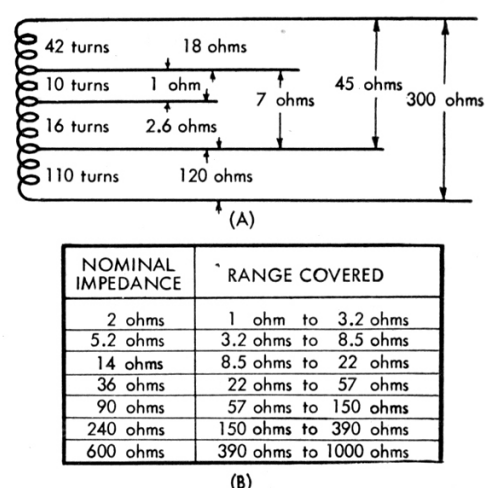 42 turns 18 ohms
10 turns 1 ohm
7 ohms
45 ohms
300 ohms
16 turns 2.6 ohms
110 turns 120 ohms
(A)
NOMINAL IMPEDANCE RANGE COVERED
2 ohms 1 ohm to 3.2 ohms
5.2 ohms 3.2 ohms to 8.5 ohms
14 ohms 8.5 ohms to 22 ohms
36 ohms 22 ohms to 57 ohms
90 ohms 57 ohms to 150 ohms
240 ohms 150 ohms to 390 ohms
600 ohms 390 ohms to 1000 ohms
(B)